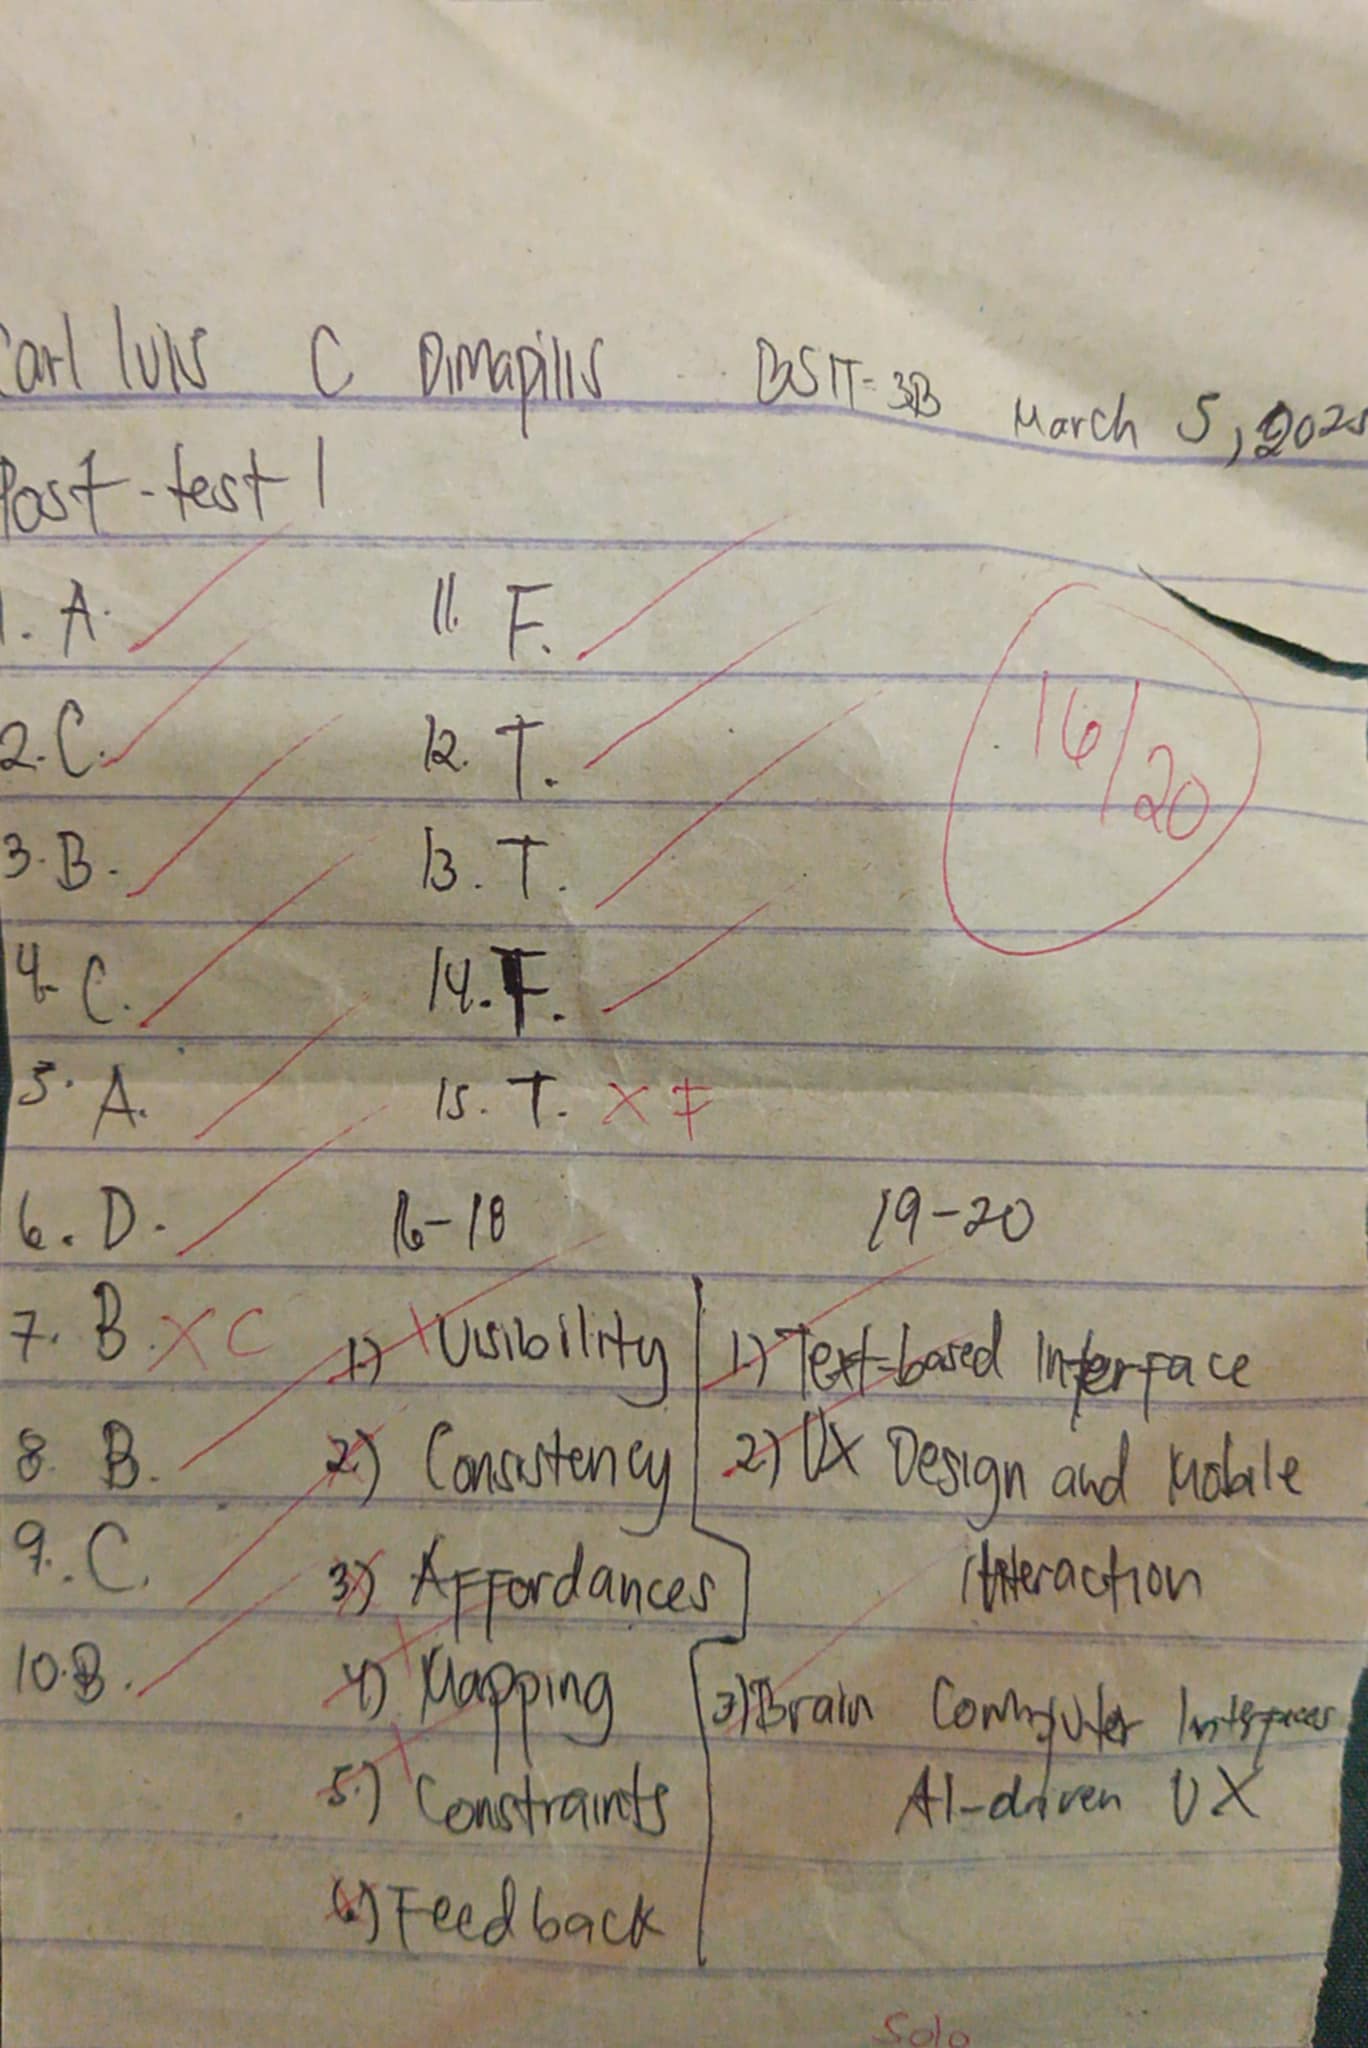 Carl luis C Dimapilis BSIT-3B March 5, 2025
Post-test 1
1. A. 11. F.
2. C. 12. T.
3. B. 13. T.
4. C. 14. F.
5. A. 15. T. X F
6. D. 16-18 19-20
7. B. X C 1.) Visibility 1.) Text-based Interface
8. B. 2.) Consistency 2.) UX Design and Mobile
9. C. 3.) Affordances Interaction
10. B. 4.) Mapping 3.) Brain Computer Interfaces
5.) Constraints AI-driven UX
6.) Feedback
16/20
Solo